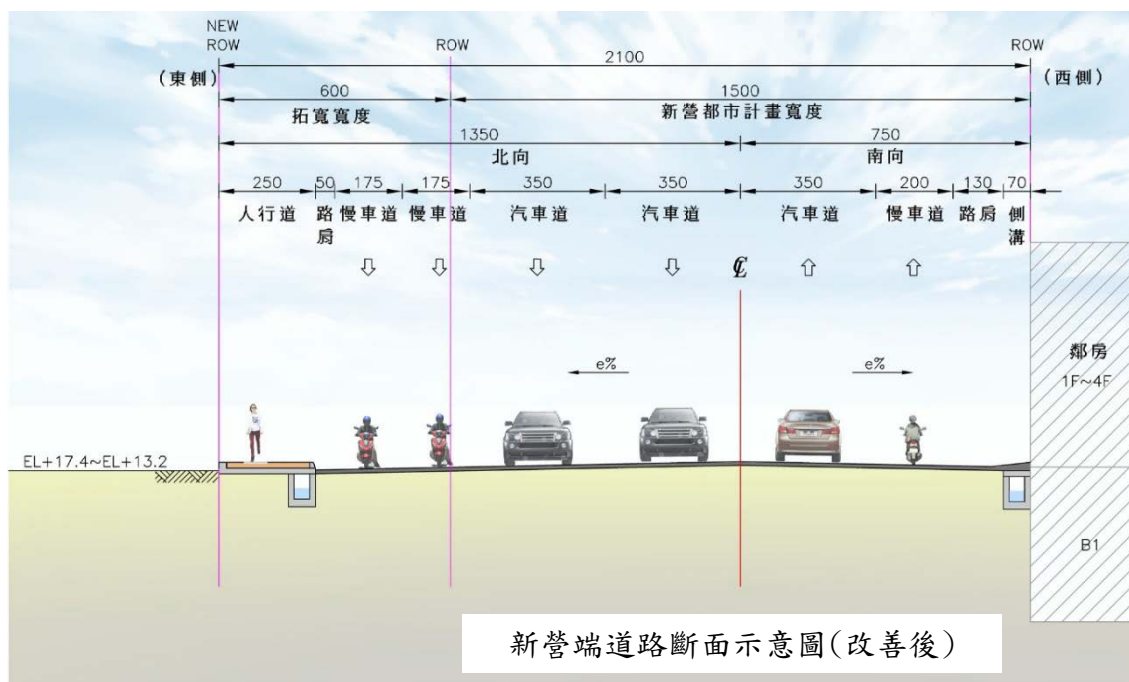 NEW
ROW
ROW
ROW
(東側)
2100
(西側)
600
1500
拓寬寬度
新營都市計畫寬度
1350
750
北向
南向
250
50
175
175
350
350
350
200
130
70
人行道
路肩
慢車道
慢車道
汽車道
汽車道
汽車道
慢車道
路肩
側溝
℄
e%
e%
鄰房
1F~4F
EL+17.4~EL+13.2
B1
新營端道路斷面示意圖(改善後)